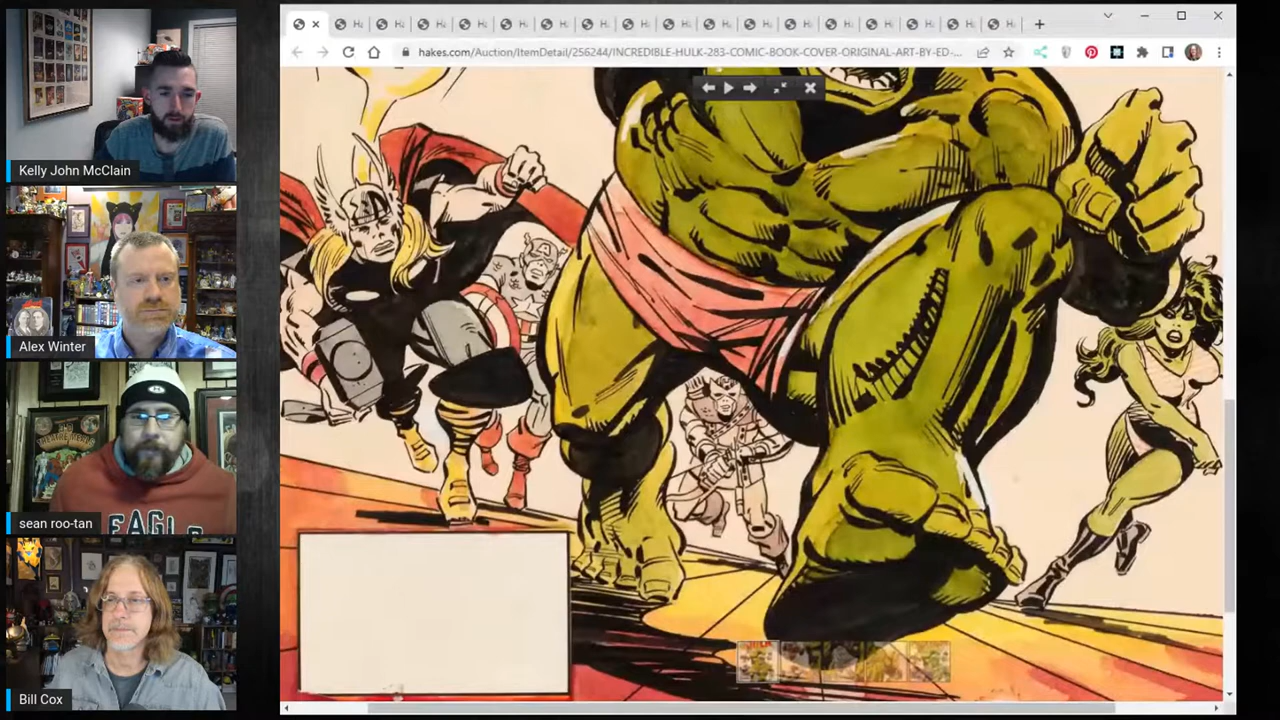 Kelly John McClain
Alex Winter
sean roo-tan
EAGL
Bill Cox
hakes.com/Auction/ItemDetail/256244/INCREDIBLE-HULK-283-COMIC-BOOK-COVER-ORIGINAL-ART-BY-ED-...